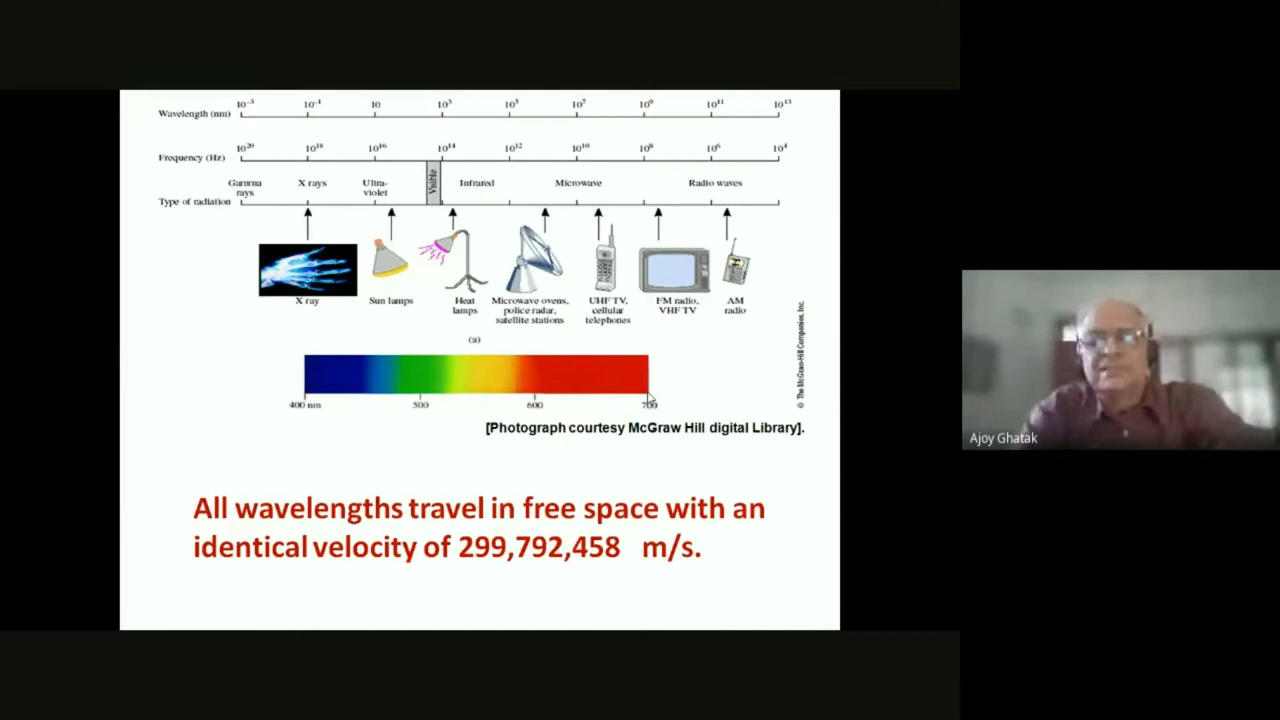 10⁻³ 10⁻¹ 10 10³ 10⁵ 10⁷ 10⁹ 10¹¹ 10¹³
Wavelength (nm)
10²⁰ 10¹⁸ 10¹⁶ 10¹⁴ 10¹² 10¹⁰ 10⁸ 10⁶ 10⁴
Frequency (Hz)
Gamma X rays Ultra- Visible Infrared Microwave Radio waves
rays violet
Type of radiation
X ray Sun lamps Heat Microwave ovens, UHF TV, FM radio, AM
lamps police radar, cellular VHF TV radio
satellite stations telephones
(a)
© The McGraw-Hill Companies, Inc.
400 nm 500 600 700
[Photograph courtesy McGraw Hill digital Library].
Ajoy Ghatak
All wavelengths travel in free space with an
identical velocity of 299,792,458 m/s.